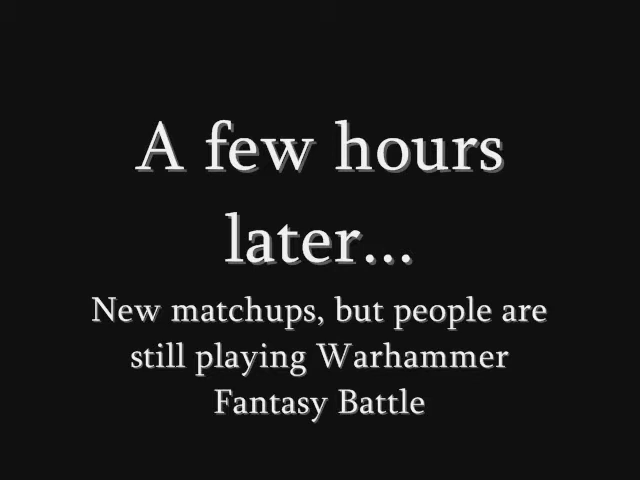 A few hours
later...
New matchups, but people are
still playing Warhammer
Fantasy Battle